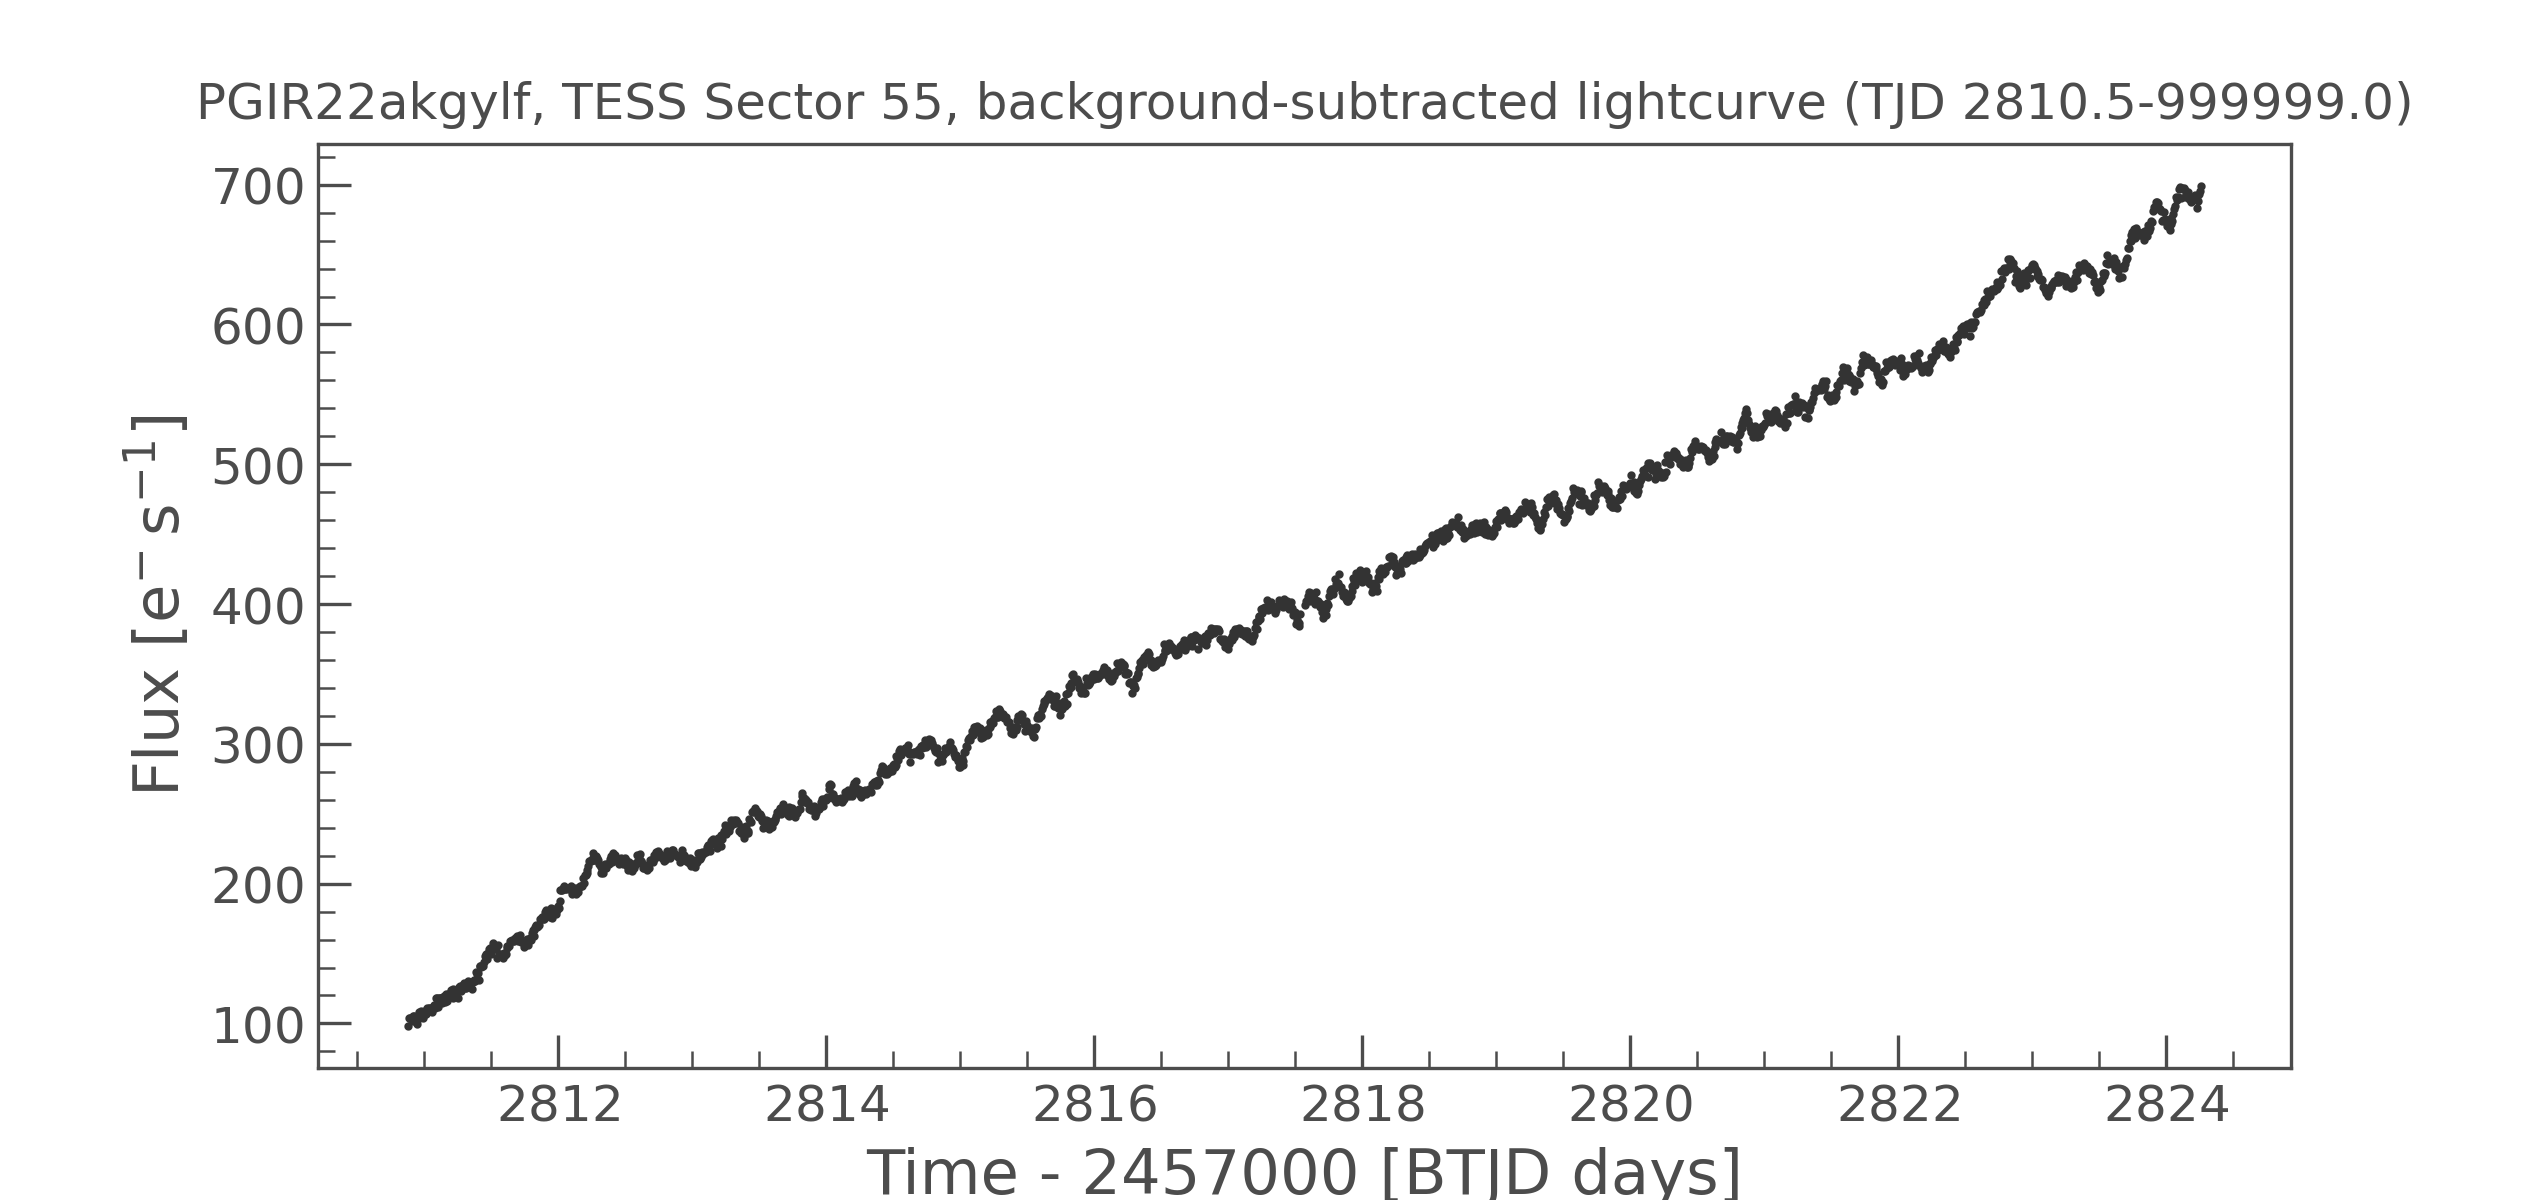 PGIR22akgylf, TESS Sector 55, background-subtracted lightcurve (TJD 2810.5-999999.0)
Flux [e⁻ s⁻¹]
700
600
500
400
300
200
100
2812 2814 2816 2818 2820 2822 2824
Time - 2457000 [BTJD days]